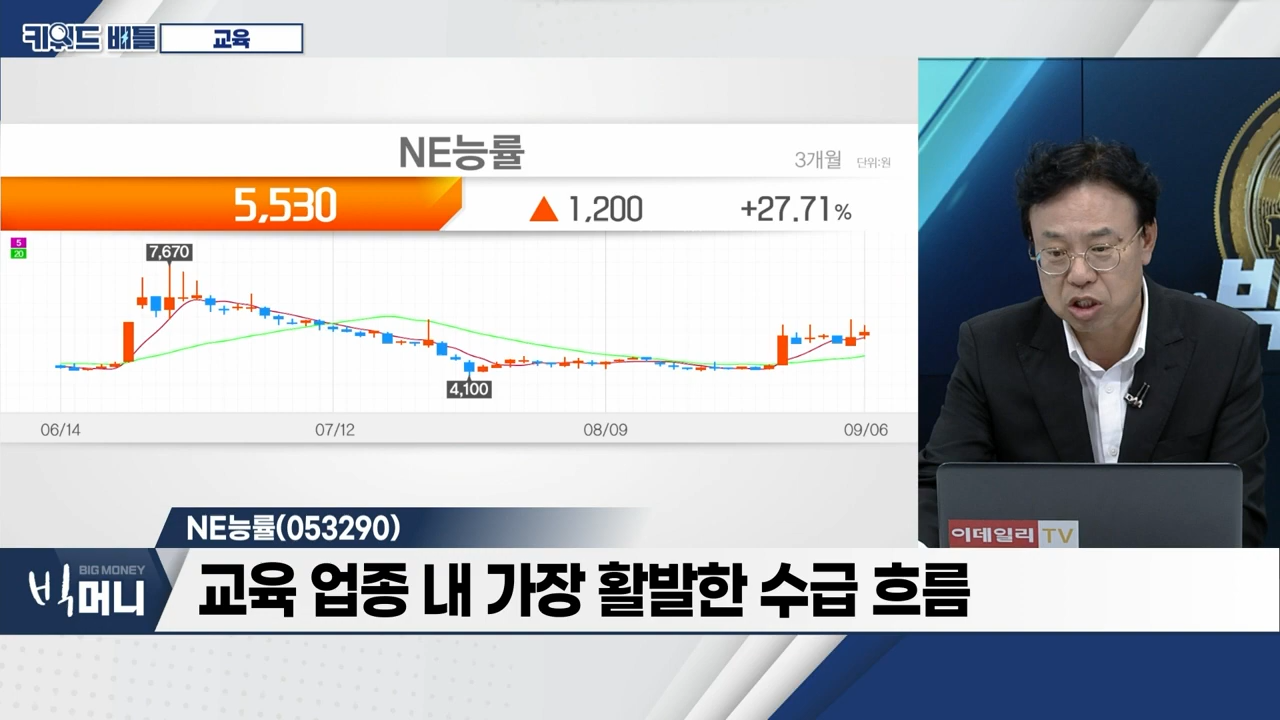 키워드 배틀
교육
NE능률
3개월 단위:원
5,530 ▲ 1,200 +27.71%
5
20
7,670
4,100
06/14 07/12 08/09 09/06
이데일리 TV
NE능률(053290)
BIG MONEY
빅머니
교육 업종 내 가장 활발한 수급 흐름